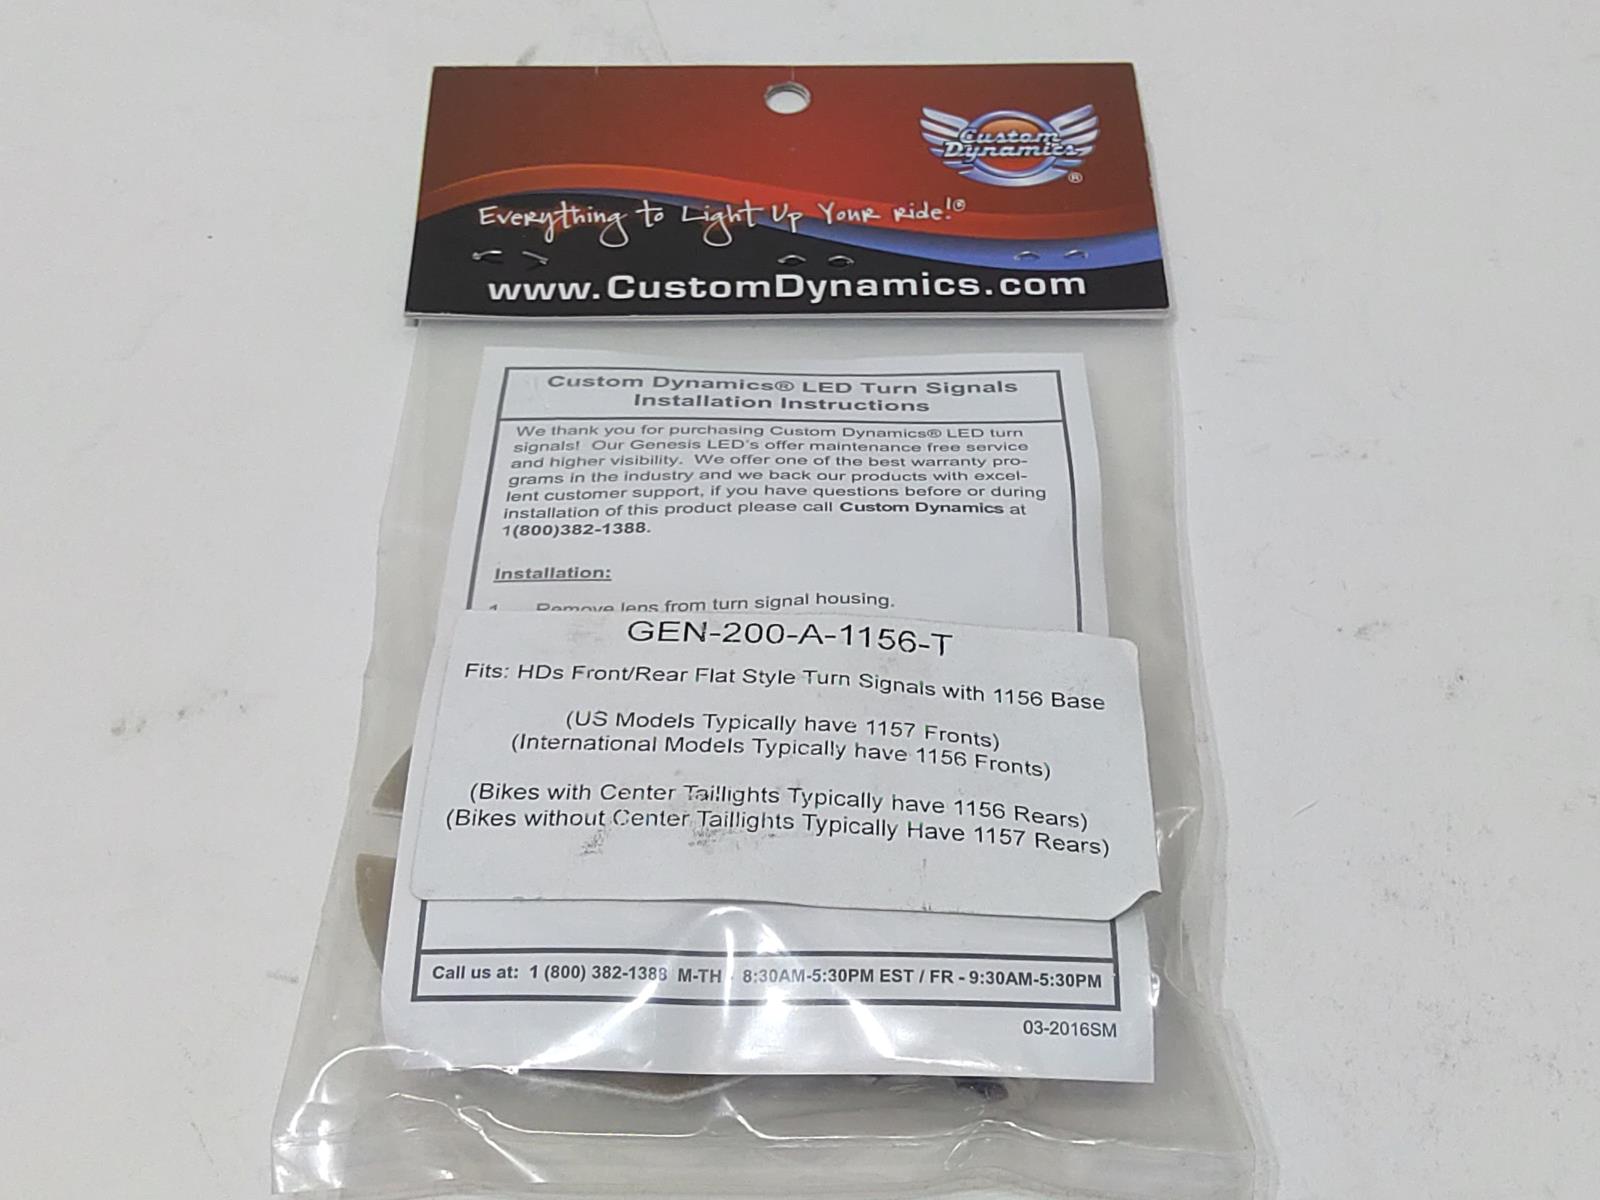 Custom
Dynamics®
Everything to Light Up Your Ride!®
www.CustomDynamics.com
Custom Dynamics® LED Turn Signals
Installation Instructions
We thank you for purchasing Custom Dynamics® LED turn
signals! Our Genesis LED's offer maintenance free service
and higher visibility. We offer one of the best warranty pro-
grams in the industry and we back our products with excel-
lent customer support, if you have questions before or during
installation of this product please call Custom Dynamics at
1(800)382-1388.
Installation:
1. Remove lens from turn signal housing.
GEN-200-A-1156-T
Fits: HDs Front/Rear Flat Style Turn Signals with 1156 Base
(US Models Typically have 1157 Fronts)
(International Models Typically have 1156 Fronts)
(Bikes with Center Taillights Typically have 1156 Rears)
(Bikes without Center Taillights Typically Have 1157 Rears)
Call us at: 1 (800) 382-1388 M-TH - 8:30AM-5:30PM EST / FR - 9:30AM-5:30PM
03-2016SM